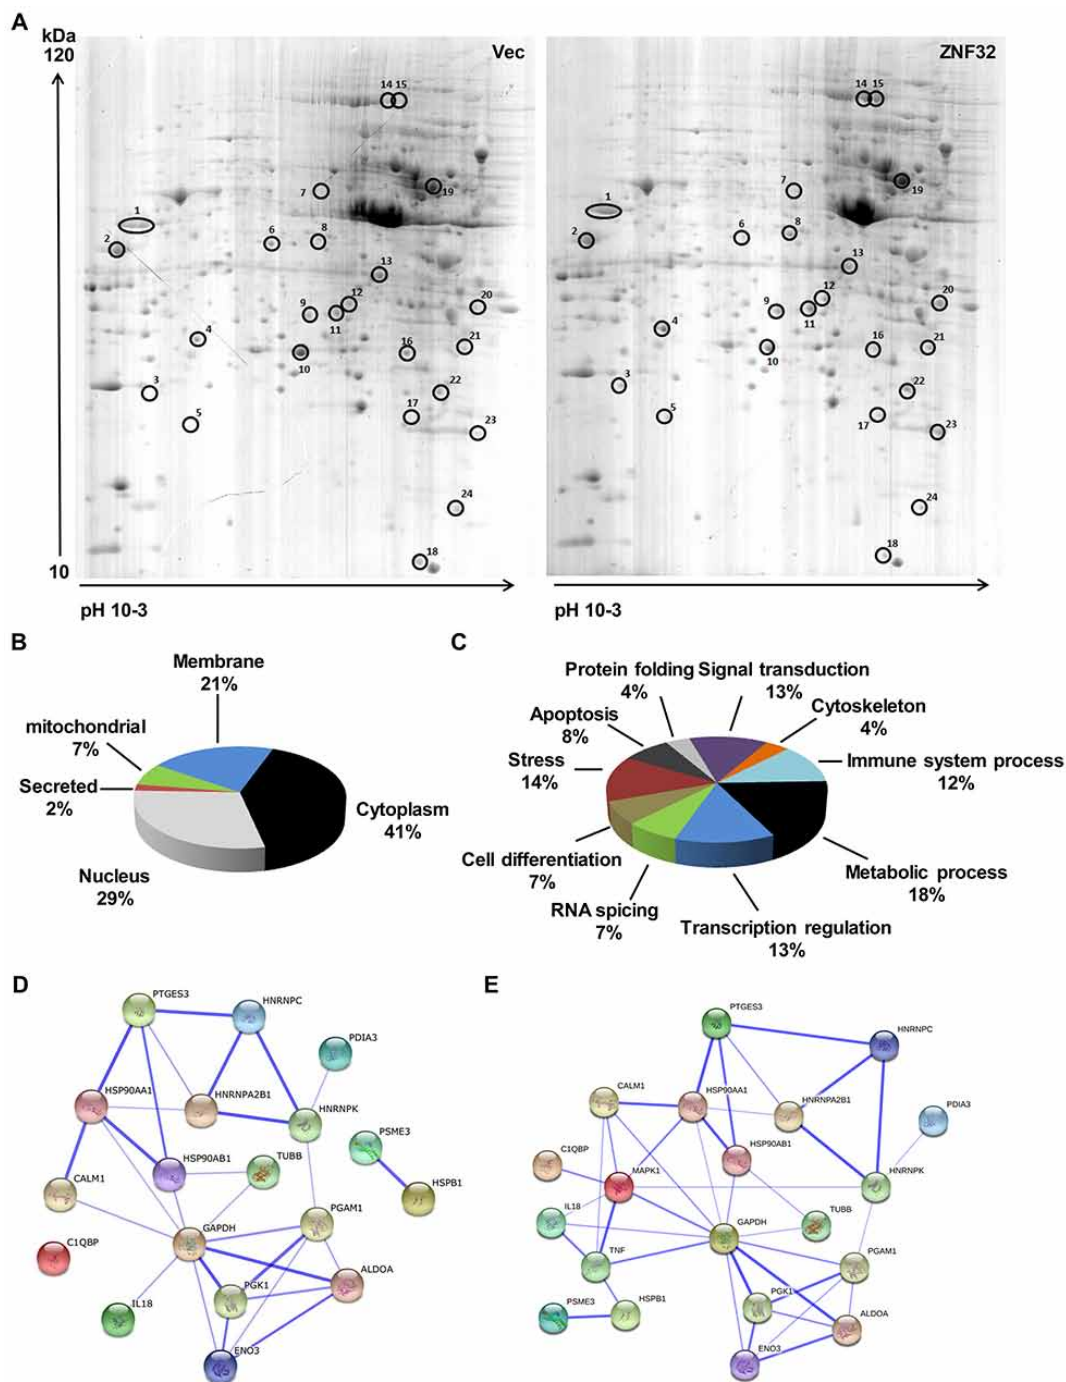 A
kDa
120
Vec
ZNF32
14 15
14 15
7
19
7
19
1
1
2
6
8
2
6
8
13
13
9
12
20
9
12
20
11
11
4
16
21
4
16
21
10
10
3
22
3
22
5
17
23
5
17
23
24
24
18
18
10
pH 10-3
pH 10-3
B
Membrane
21%
mitochondrial
7%
Secreted
2%
Cytoplasm
41%
Nucleus
29%
C
Protein folding
4%
Signal transduction
13%
Apoptosis
8%
Cytoskeleton
4%
Stress
14%
Immune system process
12%
Cell differentiation
7%
Metabolic process
18%
RNA spicing
7%
Transcription regulation
13%
D
PTGES3
HNRNPC
PDIA3
HSP90AA1
HNRNPA2B1
HNRNPK
PSME3
HSP90AB1
TUBB
CALM1
HSPB1
PGAM1
GAPDH
C1QBP
ALDOA
PGK1
IL18
ENO3
E
PTGES3
HNRNPC
CALM1
HSP90AA1
HNRNPA2B1
PDIA3
C1QBP
HSP90AB1
MAPK1
HNRNPK
IL18
TUBB
GAPDH
TNF
PGAM1
PGK1
PSME3
HSPB1
ALDOA
ENO3